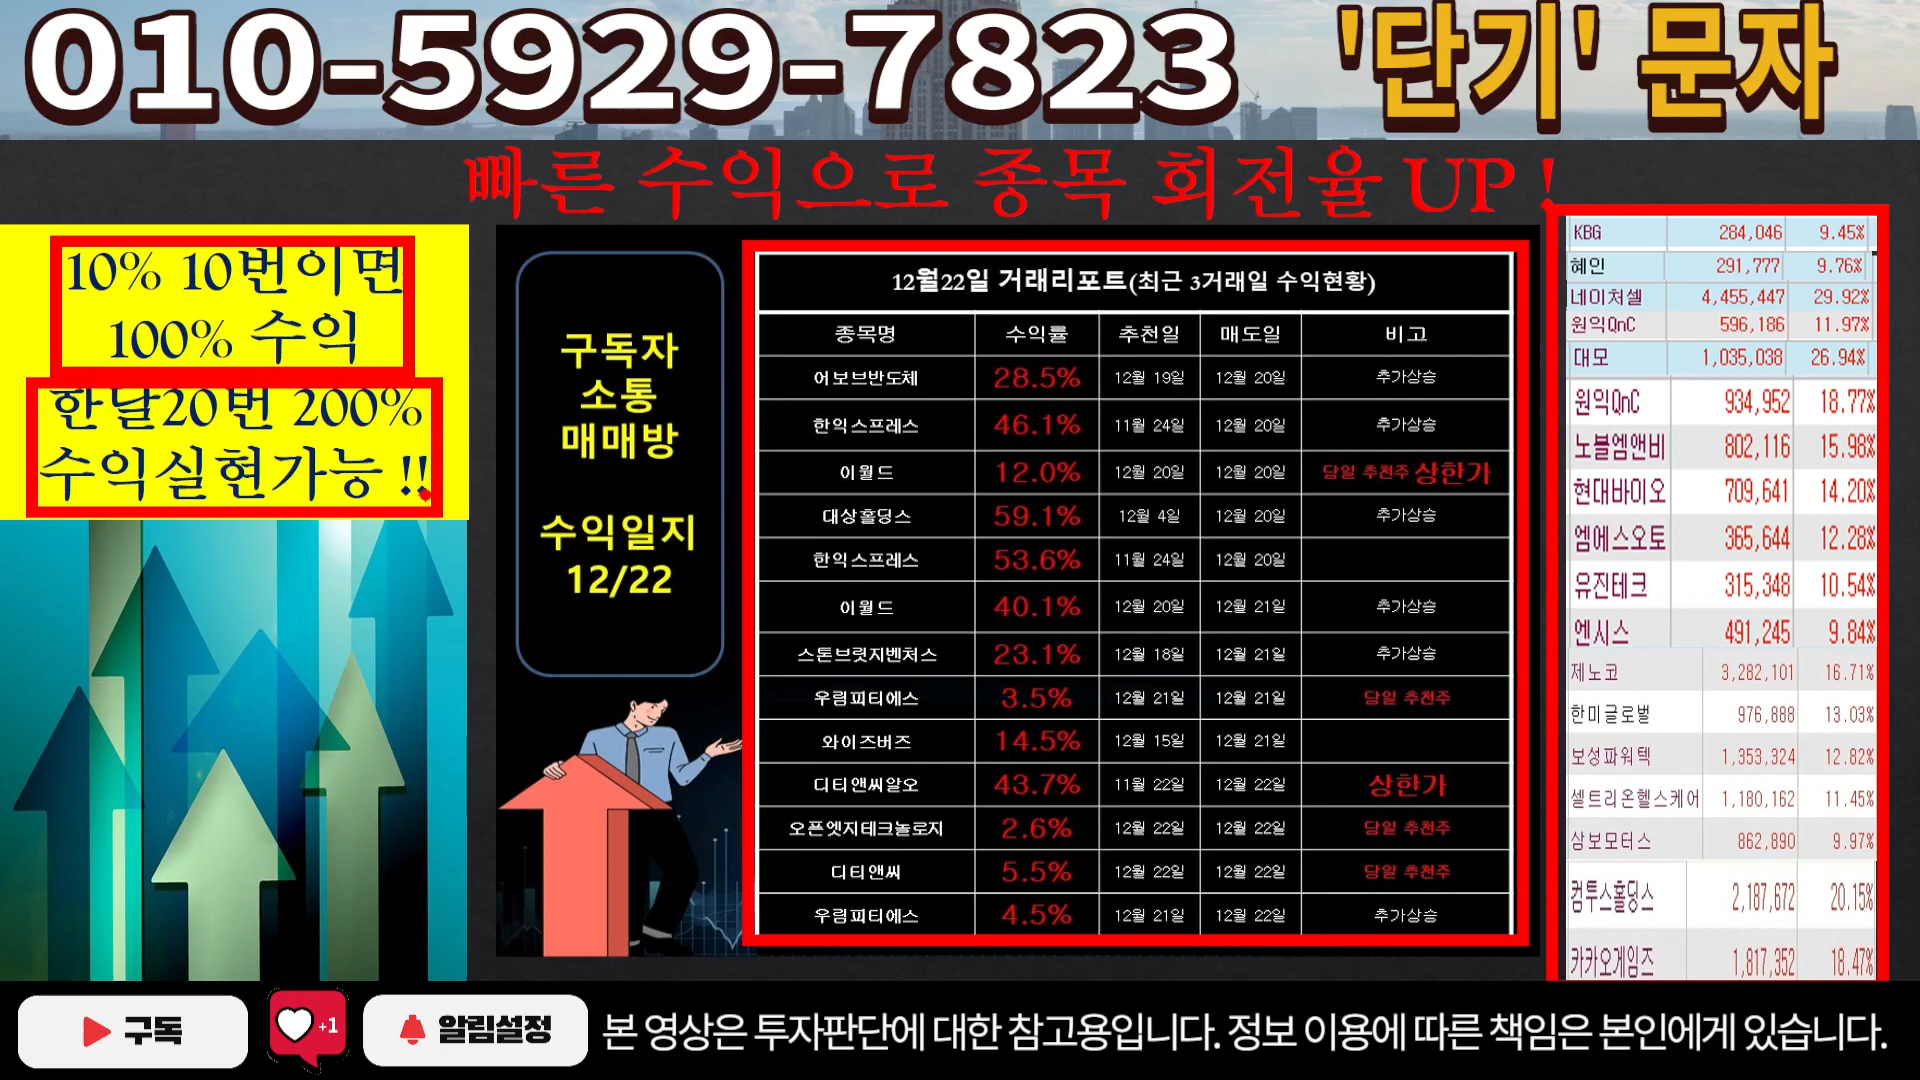 010-5929-7823 '단기' 문자
빠른 수익으로 종목 회전율 UP !
10% 10번이면
100% 수익
한달20번 200%
수익실현가능 !!
구독자
소통
매매방
수익일지
12/22
12월22일 거래리포트(최근 3거래일 수익현황)
종목명 수익률 추천일 매도일 비고
어보브반도체 28.5% 12월 19일 12월 20일 추가상승
한익스프레스 46.1% 11월 24일 12월 20일 추가상승
이월드 12.0% 12월 20일 12월 20일 당일 추천주 상한가
대상홀딩스 59.1% 12월 4일 12월 20일 추가상승
한익스프레스 53.6% 11월 24일 12월 20일
이월드 40.1% 12월 20일 12월 21일 추가상승
스톤브릿지벤처스 23.1% 12월 18일 12월 21일 추가상승
우림피티에스 3.5% 12월 21일 12월 21일 당일 추천주
와이즈버즈 14.5% 12월 15일 12월 21일
디티앤씨알오 43.7% 11월 22일 12월 22일 상한가
오픈엣지테크놀로지 2.6% 12월 22일 12월 22일 당일 추천주
디티앤씨 5.5% 12월 22일 12월 22일 당일 추천주
우림피티에스 4.5% 12월 21일 12월 22일 추가상승
KBG 284,046 9.45%
혜인 291,777 9.76%
네이처셀 4,455,447 29.92%
원익QnC 596,186 11.97%
대모 1,035,038 26.94%
원익QnC 934,952 18.77%
노블엠앤비 802,116 15.98%
현대바이오 709,641 14.20%
엠에스오토 365,644 12.28%
유진테크 315,348 10.54%
엔시스 491,245 9.84%
제노코 3,282,101 16.71%
한미글로벌 976,888 13.03%
보성파워텍 1,353,324 12.82%
셀트리온헬스케어 1,180,162 11.45%
삼보모터스 862,890 9.97%
컴투스홀딩스 2,187,672 20.15%
카카오게임즈 1,817,352 18.47%
구독 +1 알림설정 본 영상은 투자판단에 대한 참고용입니다. 정보 이용에 따른 책임은 본인에게 있습니다.